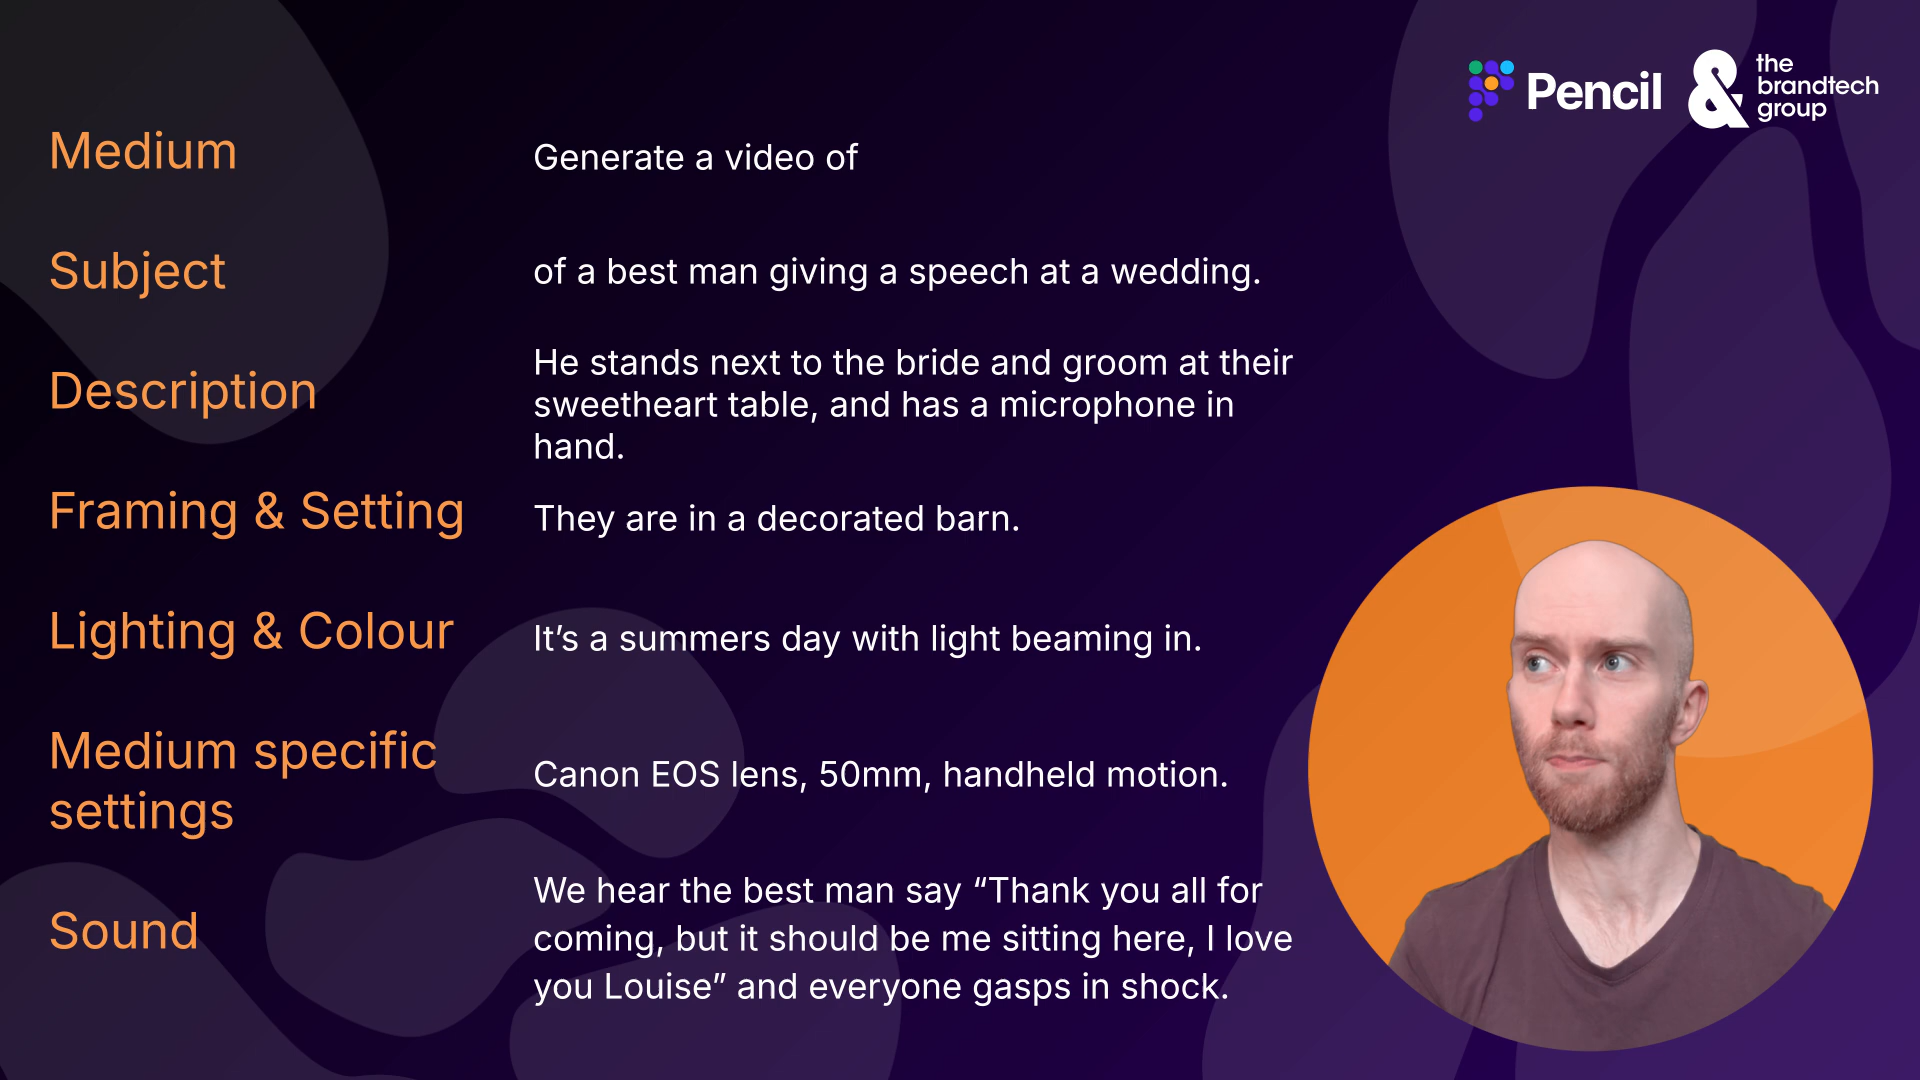 Pencil & the
brandtech
group
Medium
Generate a video of
Subject
of a best man giving a speech at a wedding.
Description
He stands next to the bride and groom at their
sweetheart table, and has a microphone in
hand.
Framing & Setting
They are in a decorated barn.
Lighting & Colour
It’s a summers day with light beaming in.
Medium specific
settings
Canon EOS lens, 50mm, handheld motion.
Sound
We hear the best man say “Thank you all for
coming, but it should be me sitting here, I love
you Louise” and everyone gasps in shock.